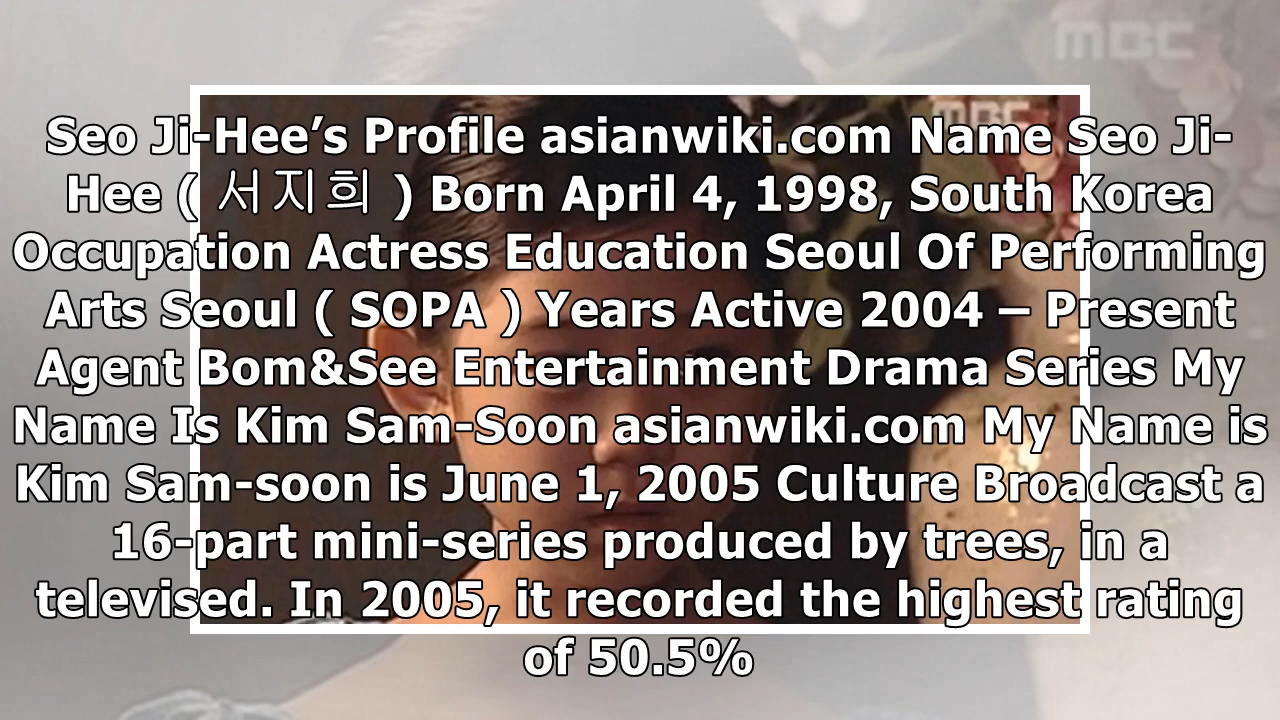 MBC
MBC
Seo Ji-Hee’s Profile asianwiki.com Name Seo Ji-
Hee ( 서지희 ) Born April 4, 1998, South Korea
Occupation Actress Education Seoul Of Performing
Arts Seoul ( SOPA ) Years Active 2004 – Present
Agent Bom&See Entertainment Drama Series My
Name Is Kim Sam-Soon asianwiki.com My Name is
Kim Sam-soon is June 1, 2005 Culture Broadcast a
16-part mini-series produced by trees, in a
televised. In 2005, it recorded the highest rating
of 50.5%